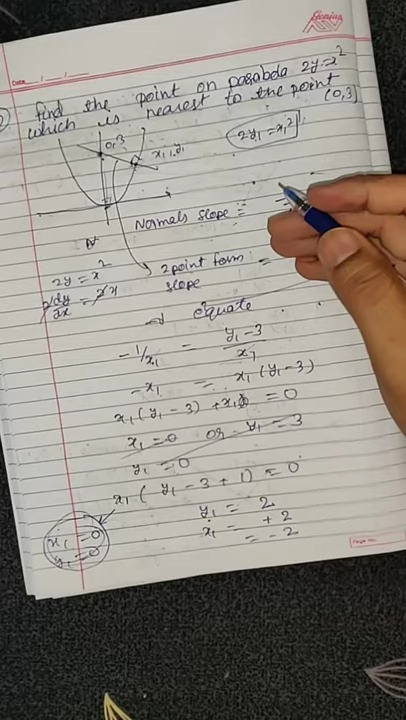 Date / /
find the point on parabola 2y = x²
which is nearest to the point (0,3)
0,3
x₁,y₁
2y₁ = x₁²
Normals slope =
2y = x²
2dy/dx = 2x
2 point form =
slope
equate
-1/x₁ = y₁-3/x₁
-x₁ = x₁(y₁-3)
x₁(y₁-3) + x₁ = 0
x₁=0 or y₁=3
y₁=0
x₁(y₁-3+1) = 0
y₁ = 2
x₁ = +2
= -2
x₁=0
y₁=0